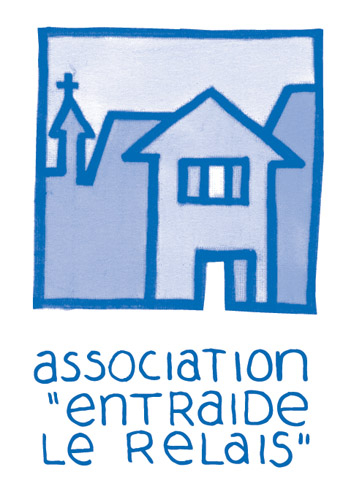 association
"entraide
Le Relais"